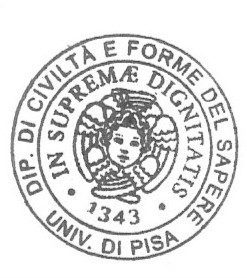 DIP. DI CIVILTÀ E FORME DEL SAPERE
UNIV. DI PISA
IN SUPREMÆ DIGNITATIS
1343